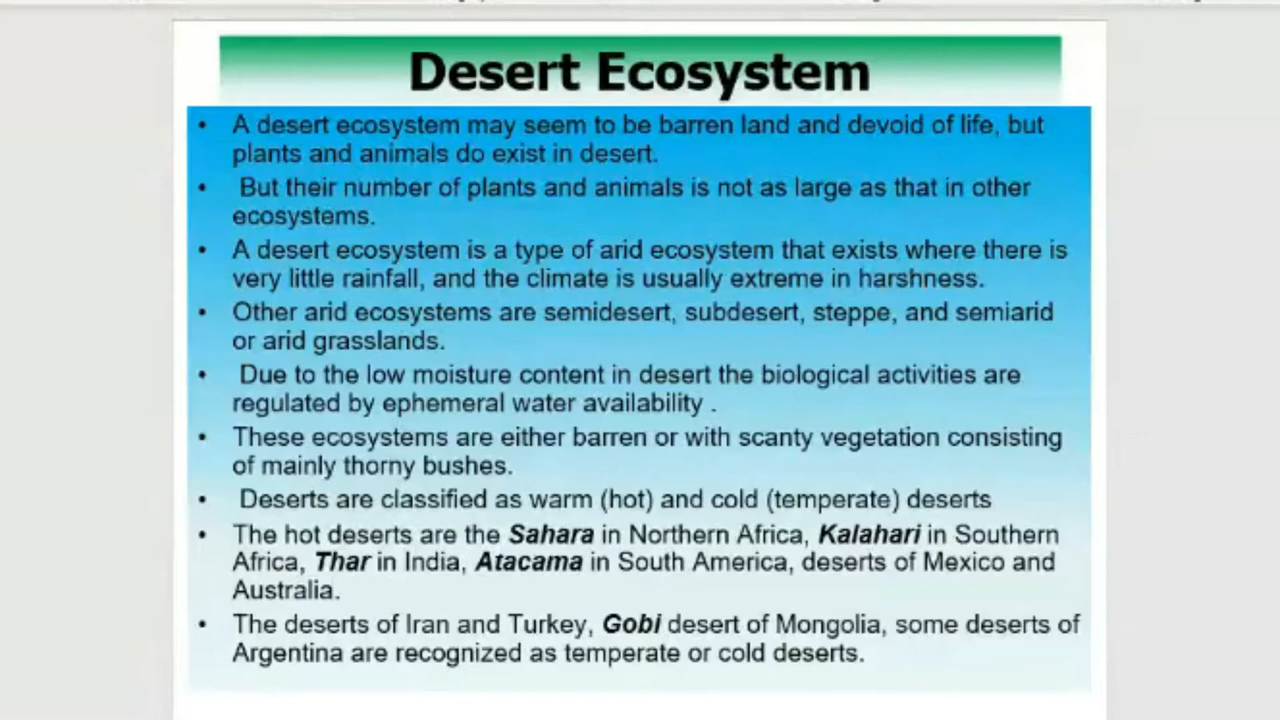 Desert Ecosystem
• A desert ecosystem may seem to be barren land and devoid of life, but
plants and animals do exist in desert.
• But their number of plants and animals is not as large as that in other
ecosystems.
• A desert ecosystem is a type of arid ecosystem that exists where there is
very little rainfall, and the climate is usually extreme in harshness.
• Other arid ecosystems are semidesert, subdesert, steppe, and semiarid
or arid grasslands.
• Due to the low moisture content in desert the biological activities are
regulated by ephemeral water availability .
• These ecosystems are either barren or with scanty vegetation consisting
of mainly thorny bushes.
• Deserts are classified as warm (hot) and cold (temperate) deserts
• The hot deserts are the Sahara in Northern Africa, Kalahari in Southern
Africa, Thar in India, Atacama in South America, deserts of Mexico and
Australia.
• The deserts of Iran and Turkey, Gobi desert of Mongolia, some deserts of
Argentina are recognized as temperate or cold deserts.